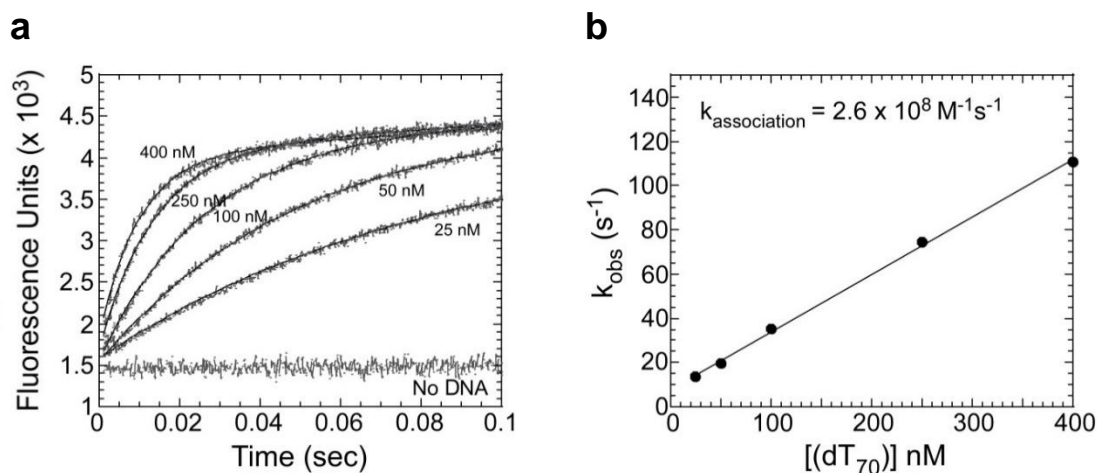 a
Fluorescence Units (x 10³)
5
4.5
4
3.5
3
2.5
2
1.5
1
400 nM
250 nM
100 nM
50 nM
25 nM
No DNA
0
0.02
0.04
0.06
0.08
0.1
Time (sec)
b
k_obs (s⁻¹)
140
120
100
80
60
40
20
0
k_association = 2.6 x 10⁸ M⁻¹s⁻¹
0
100
200
300
400
[(dT₇₀)] nM